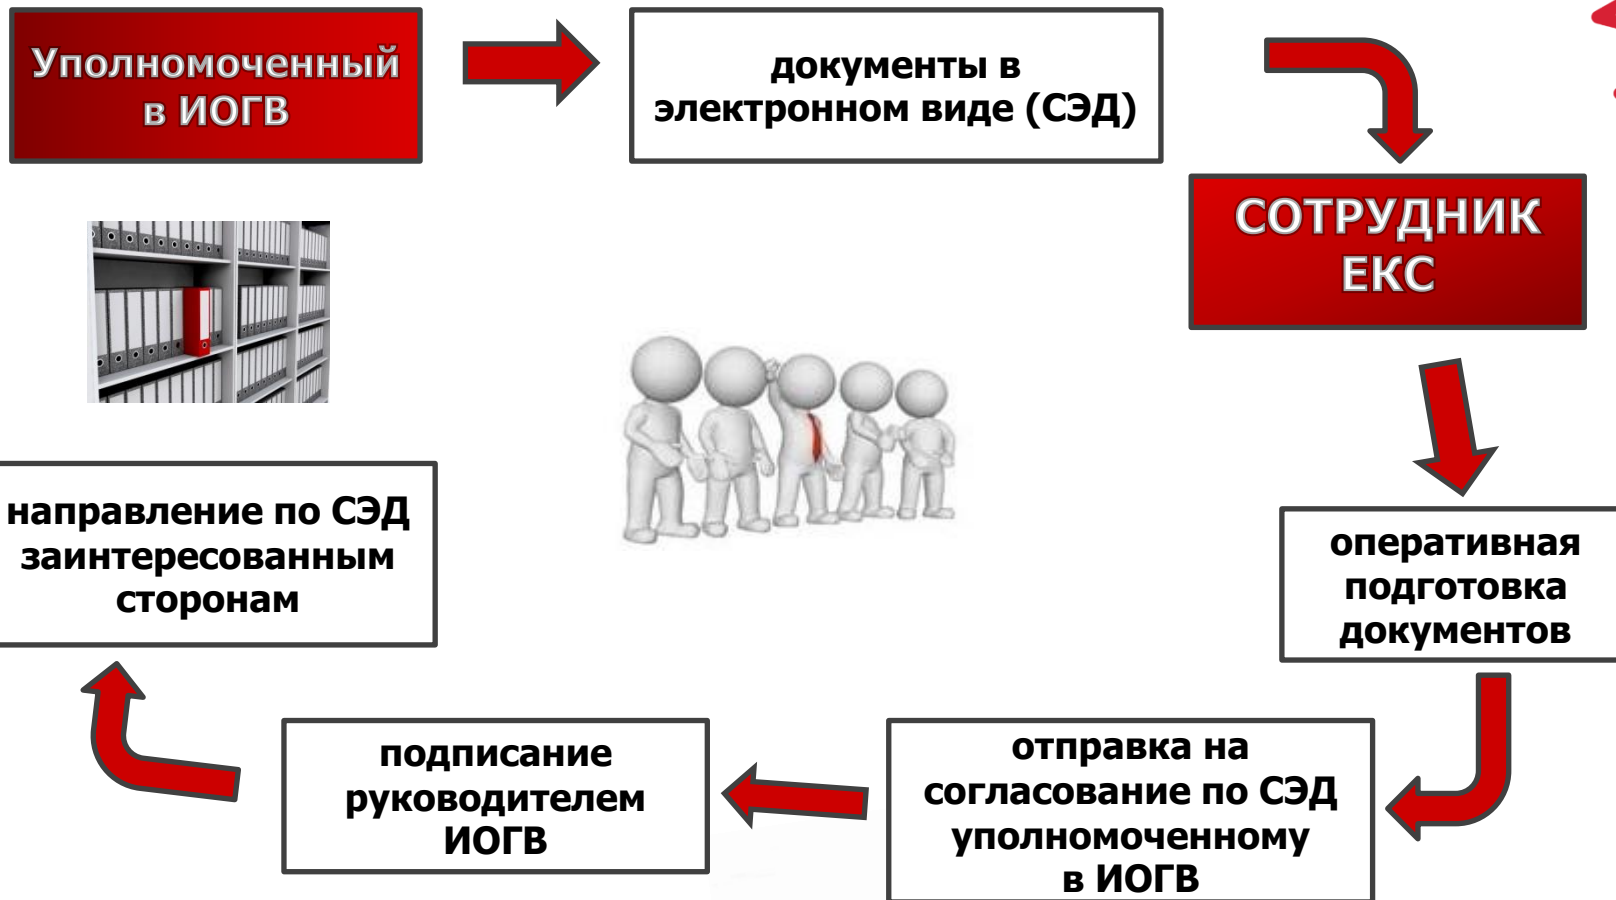 Уполномоченный
в ИОГВ
документы в
электронном виде (СЭД)
СОТРУДНИК
ЕКС
оперативная
подготовка
документов
отправка на
согласование по СЭД
уполномоченному
в ИОГВ
подписание
руководителем
ИОГВ
направление по СЭД
заинтересованным
сторонам